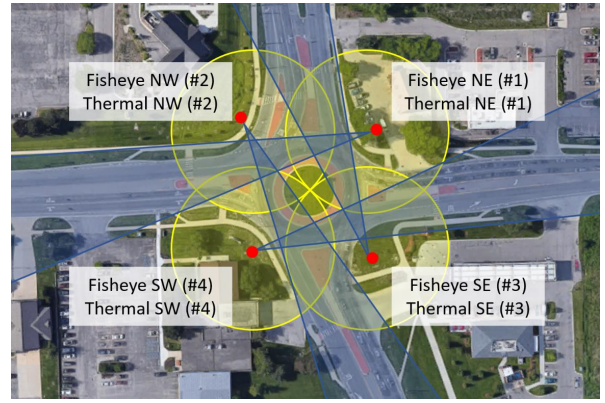 Fisheye NW (#2)
Thermal NW (#2)
Fisheye NE (#1)
Thermal NE (#1)
Fisheye SW (#4)
Thermal SW (#4)
Fisheye SE (#3)
Thermal SE (#3)